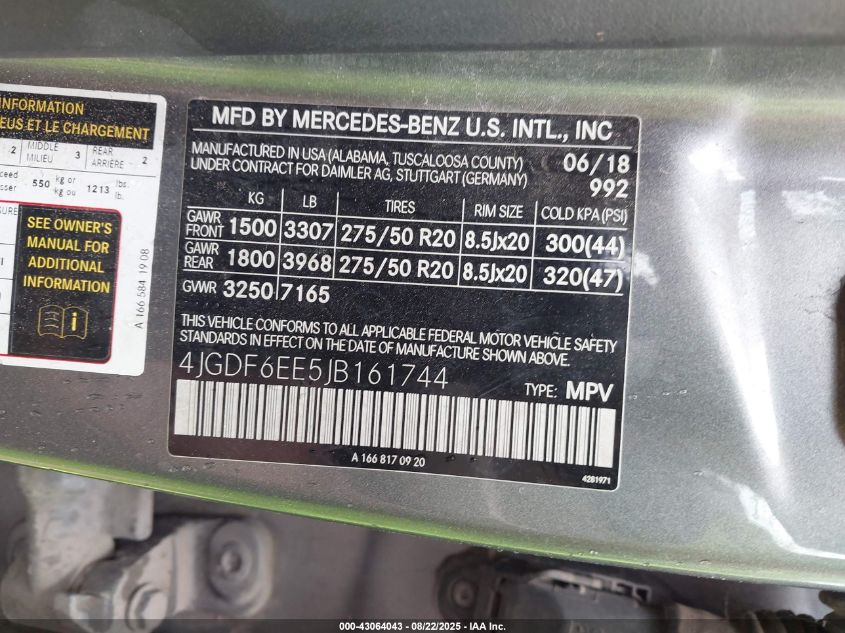 INFORMATION
EUS ET LE CHARGEMENT
2 MIDDLE MILIEU 3 REAR ARRIÈRE 2
550 kg or kg ou 1213 lbs. lb.
SEE OWNER'S
MANUAL FOR
ADDITIONAL
INFORMATION
A 166 584 19 08
MFD BY MERCEDES-BENZ U.S. INTL., INC
MANUFACTURED IN USA (ALABAMA, TUSCALOOSA COUNTY) 06/18
UNDER CONTRACT FOR DAIMLER AG, STUTTGART (GERMANY) 992
KG LB TIRES RIM SIZE COLD KPA (PSI)
GAWR FRONT 1500 3307 275/50 R20 8.5Jx20 300(44)
GAWR REAR 1800 3968 275/50 R20 8.5Jx20 320(47)
GVWR 3250 7165
THIS VEHICLE CONFORMS TO ALL APPLICABLE FEDERAL MOTOR VEHICLE SAFETY
STANDARDS IN EFFECT ON THE DATE OF MANUFACTURE SHOWN ABOVE.
4JGDF6EE5JB161744
TYPE: MPV
A 166 817 09 20
4281971
000-43064043 - 08/22/2025 - IAA Inc.